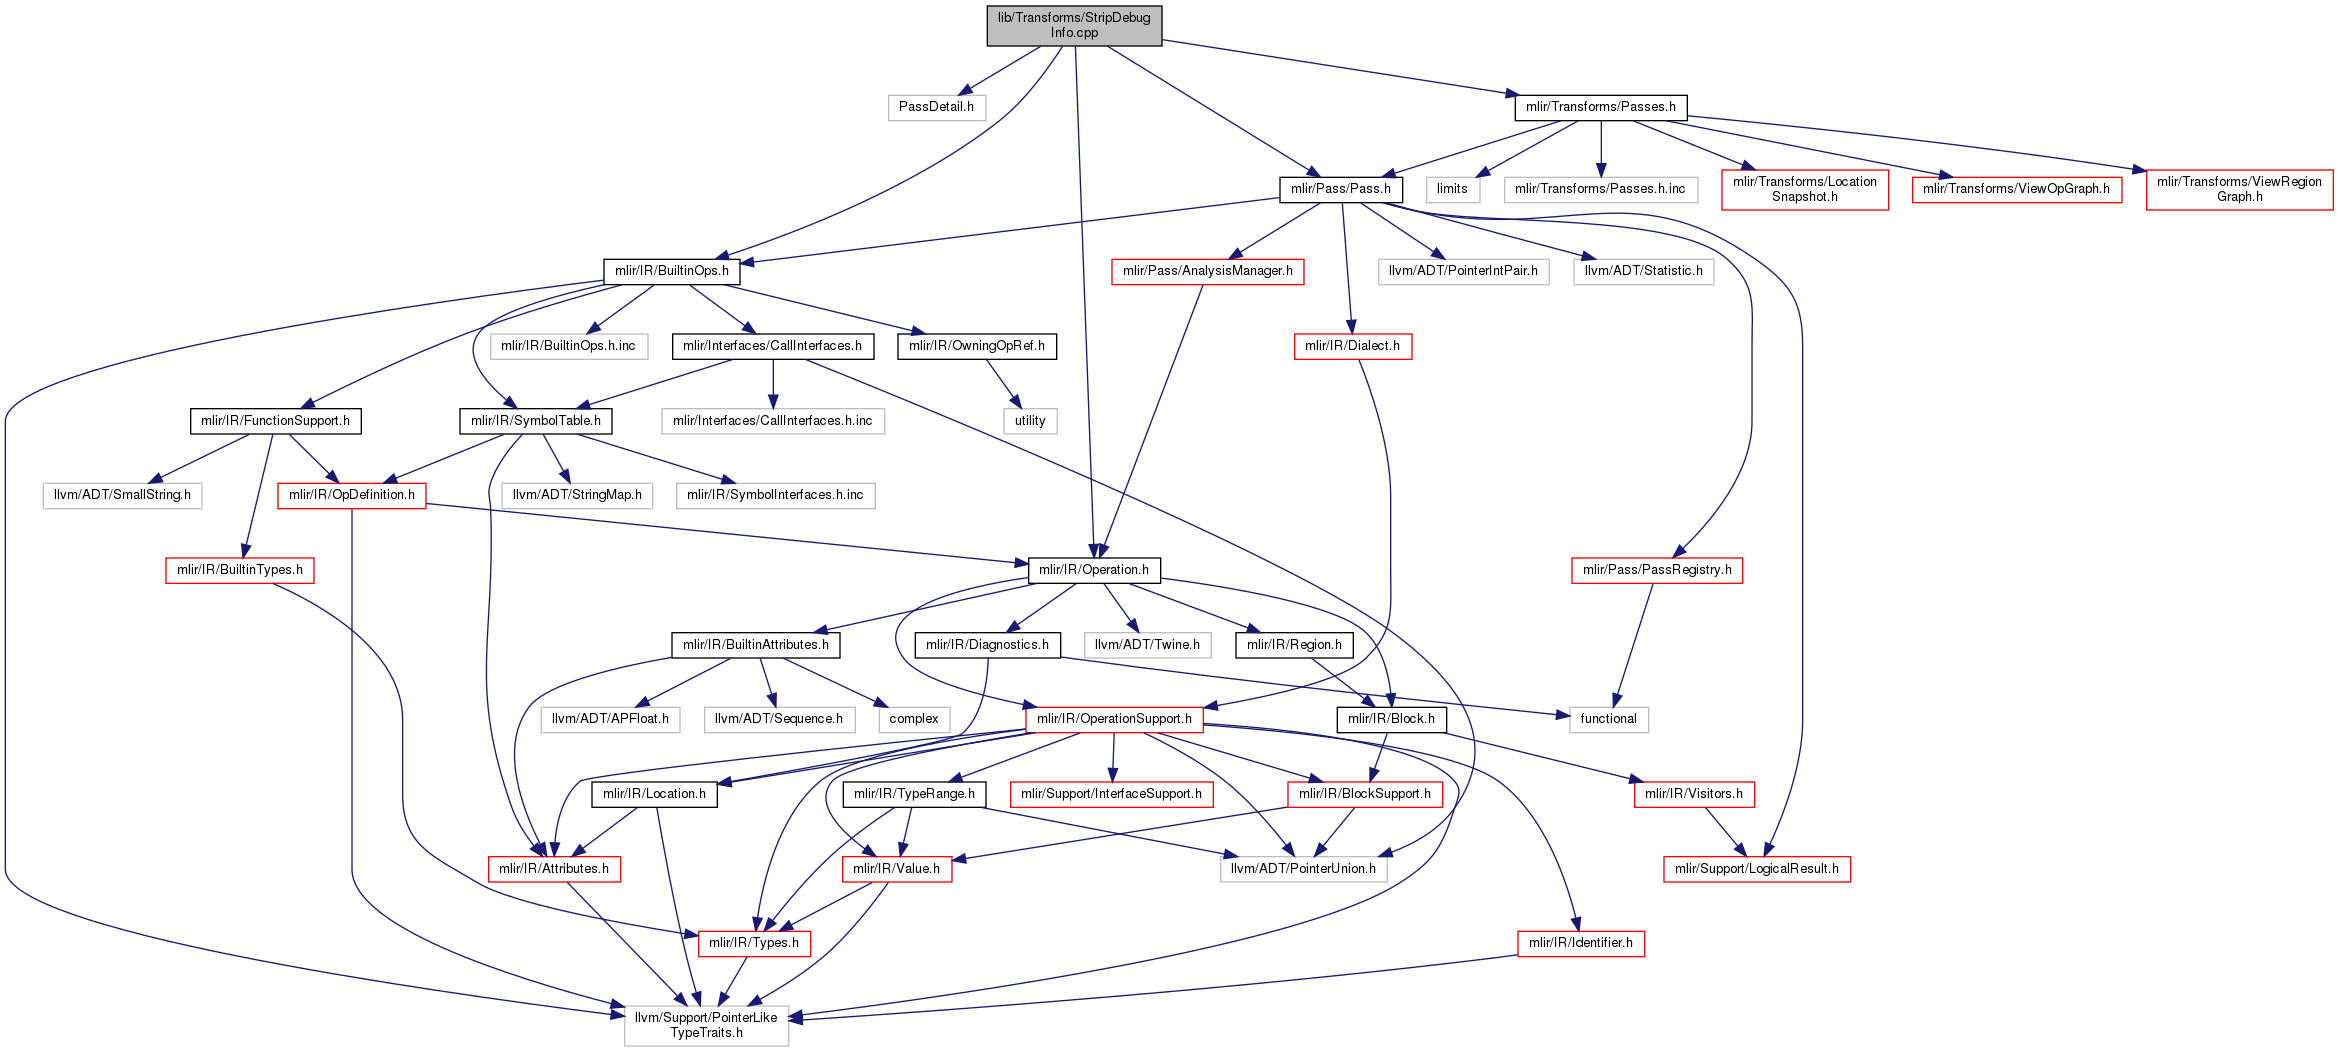 lib/Transforms/StripDebug
Info.cpp
PassDetail.h
mlir/Transforms/Passes.h
mlir/Pass/Pass.h
limits
mlir/Transforms/Passes.h.inc
mlir/Transforms/Location
Snapshot.h
mlir/Transforms/ViewOpGraph.h
mlir/Transforms/ViewRegion
Graph.h
mlir/IR/BuiltinOps.h
mlir/Pass/AnalysisManager.h
llvm/ADT/PointerIntPair.h
llvm/ADT/Statistic.h
mlir/IR/BuiltinOps.h.inc
mlir/Interfaces/CallInterfaces.h
mlir/IR/OwningOpRef.h
mlir/IR/Dialect.h
mlir/IR/FunctionSupport.h
mlir/IR/SymbolTable.h
mlir/Interfaces/CallInterfaces.h.inc
utility
llvm/ADT/SmallString.h
mlir/IR/OpDefinition.h
llvm/ADT/StringMap.h
mlir/IR/SymbolInterfaces.h.inc
mlir/IR/BuiltinTypes.h
mlir/IR/Operation.h
mlir/Pass/PassRegistry.h
mlir/IR/BuiltinAttributes.h
mlir/IR/Diagnostics.h
llvm/ADT/Twine.h
mlir/IR/Region.h
llvm/ADT/APFloat.h
llvm/ADT/Sequence.h
complex
mlir/IR/OperationSupport.h
mlir/IR/Block.h
functional
mlir/IR/Location.h
mlir/IR/TypeRange.h
mlir/Support/InterfaceSupport.h
mlir/IR/BlockSupport.h
mlir/IR/Visitors.h
mlir/IR/Attributes.h
mlir/IR/Value.h
llvm/ADT/PointerUnion.h
mlir/Support/LogicalResult.h
mlir/IR/Types.h
mlir/IR/Identifier.h
llvm/Support/PointerLike
TypeTraits.h